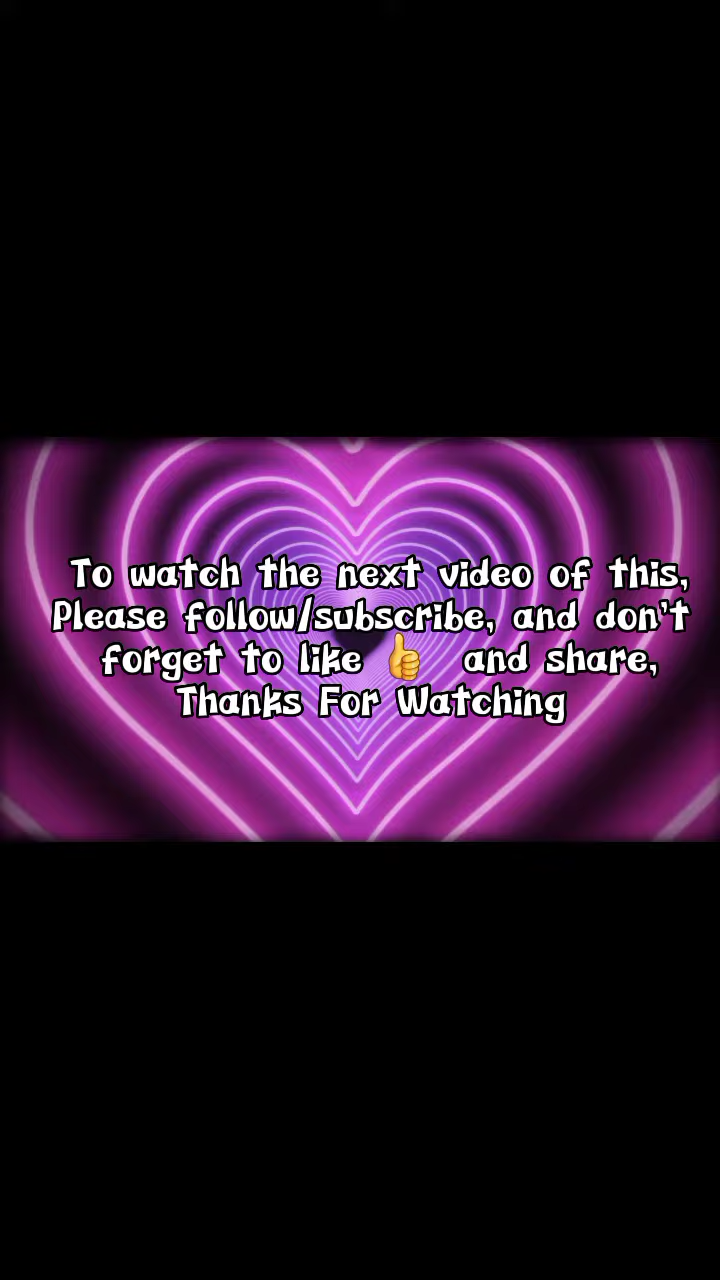 To watch the next video of this,
Please follow/subscribe, and don't
forget to like 👍 and share,
Thanks For Watching